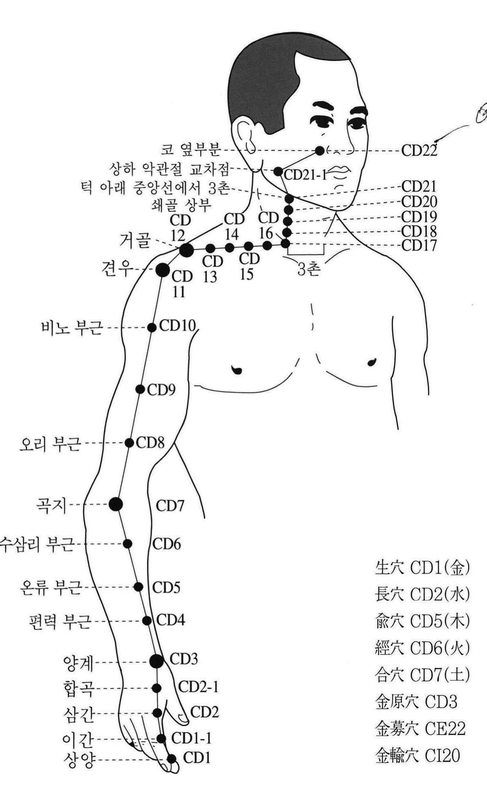 코 옆부분 CD22
상하 악관절 교차점 CD21-1
턱 아래 중앙선에서 3촌 CD21
쇄골 상부 CD20
CD19
CD18
CD17
CD 12
CD 14
CD 16
거골
CD 13
CD 15
3촌
견우 CD 11
비노 부근 CD10
CD9
오리 부근 CD8
곡지 CD7
수삼리 부근 CD6
온류 부근 CD5
편력 부근 CD4
양계 CD3
합곡 CD2-1
삼간 CD2
이간 CD1-1
상양 CD1
生穴 CD1(金)
長穴 CD2(水)
兪穴 CD5(木)
經穴 CD6(火)
合穴 CD7(土)
金原穴 CD3
金募穴 CE22
金輸穴 CI20